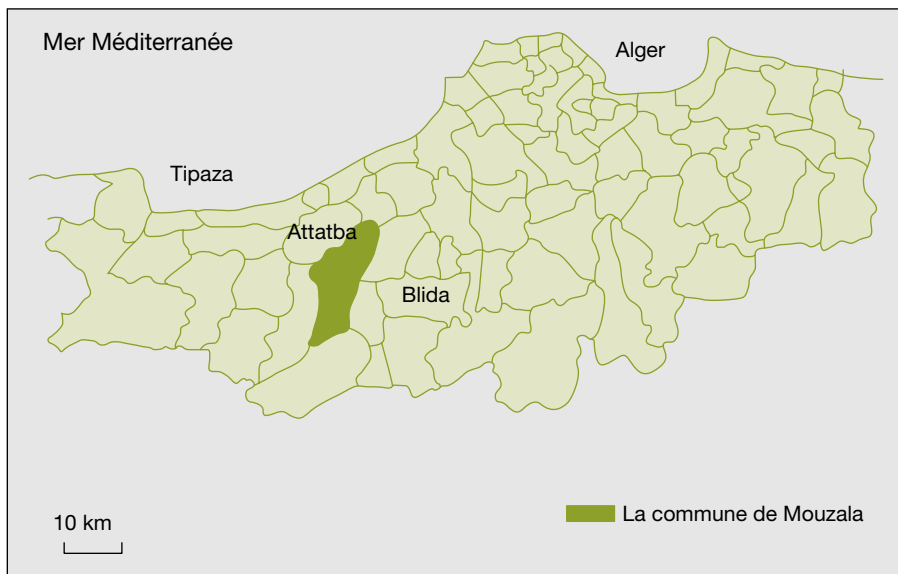 Mer Méditerranée
Alger
Tipaza
Attatba
Blida
10 km
La commune de Mouzala